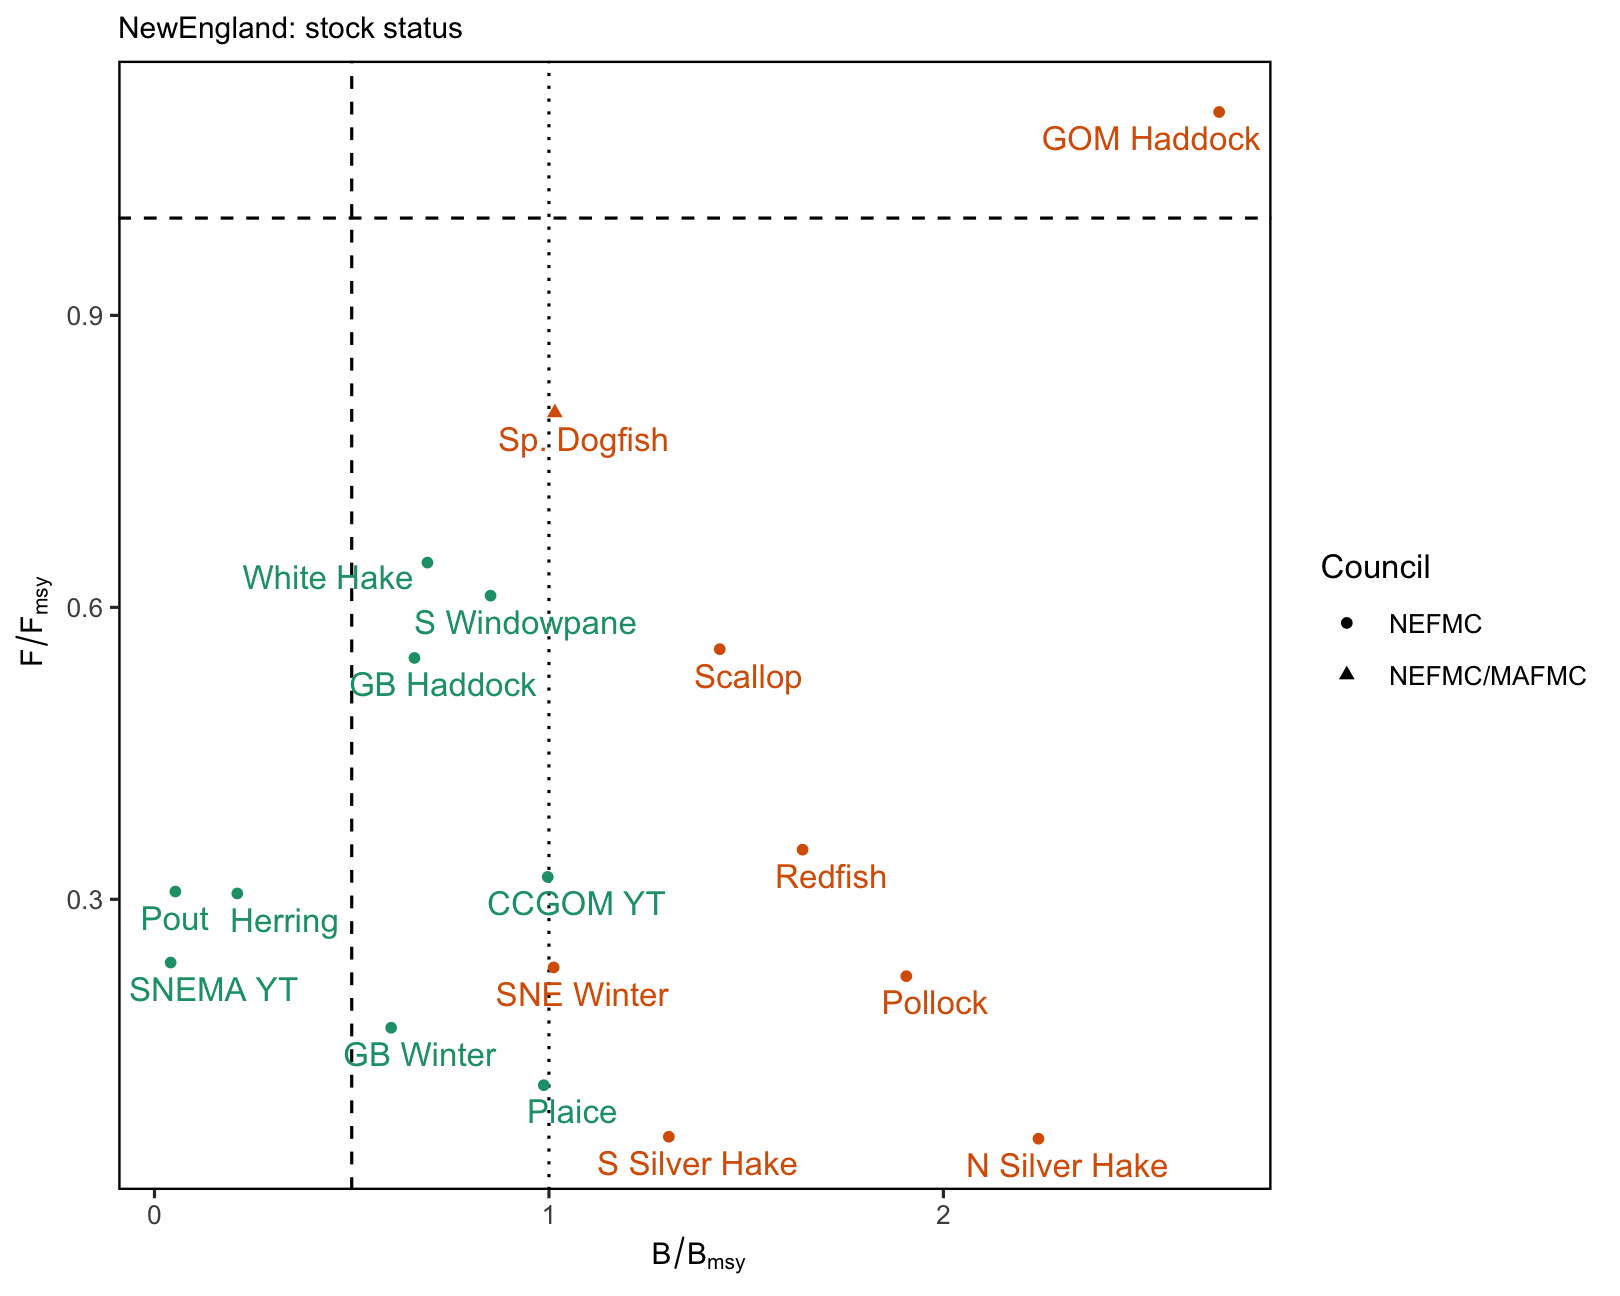 NewEngland: stock status
GOM Haddock
0.9
Sp. Dogfish
White Hake
S Windowpane
GB Haddock
Scallop
0.6
F/Fmsy
Redfish
CCGOM YT
0.3
Pout
Herring
SNEMA YT
SNE Winter
Pollock
GB Winter
Plaice
S Silver Hake
N Silver Hake
0
1
2
B/Bmsy
Council
NEFMC
NEFMC/MAFMC